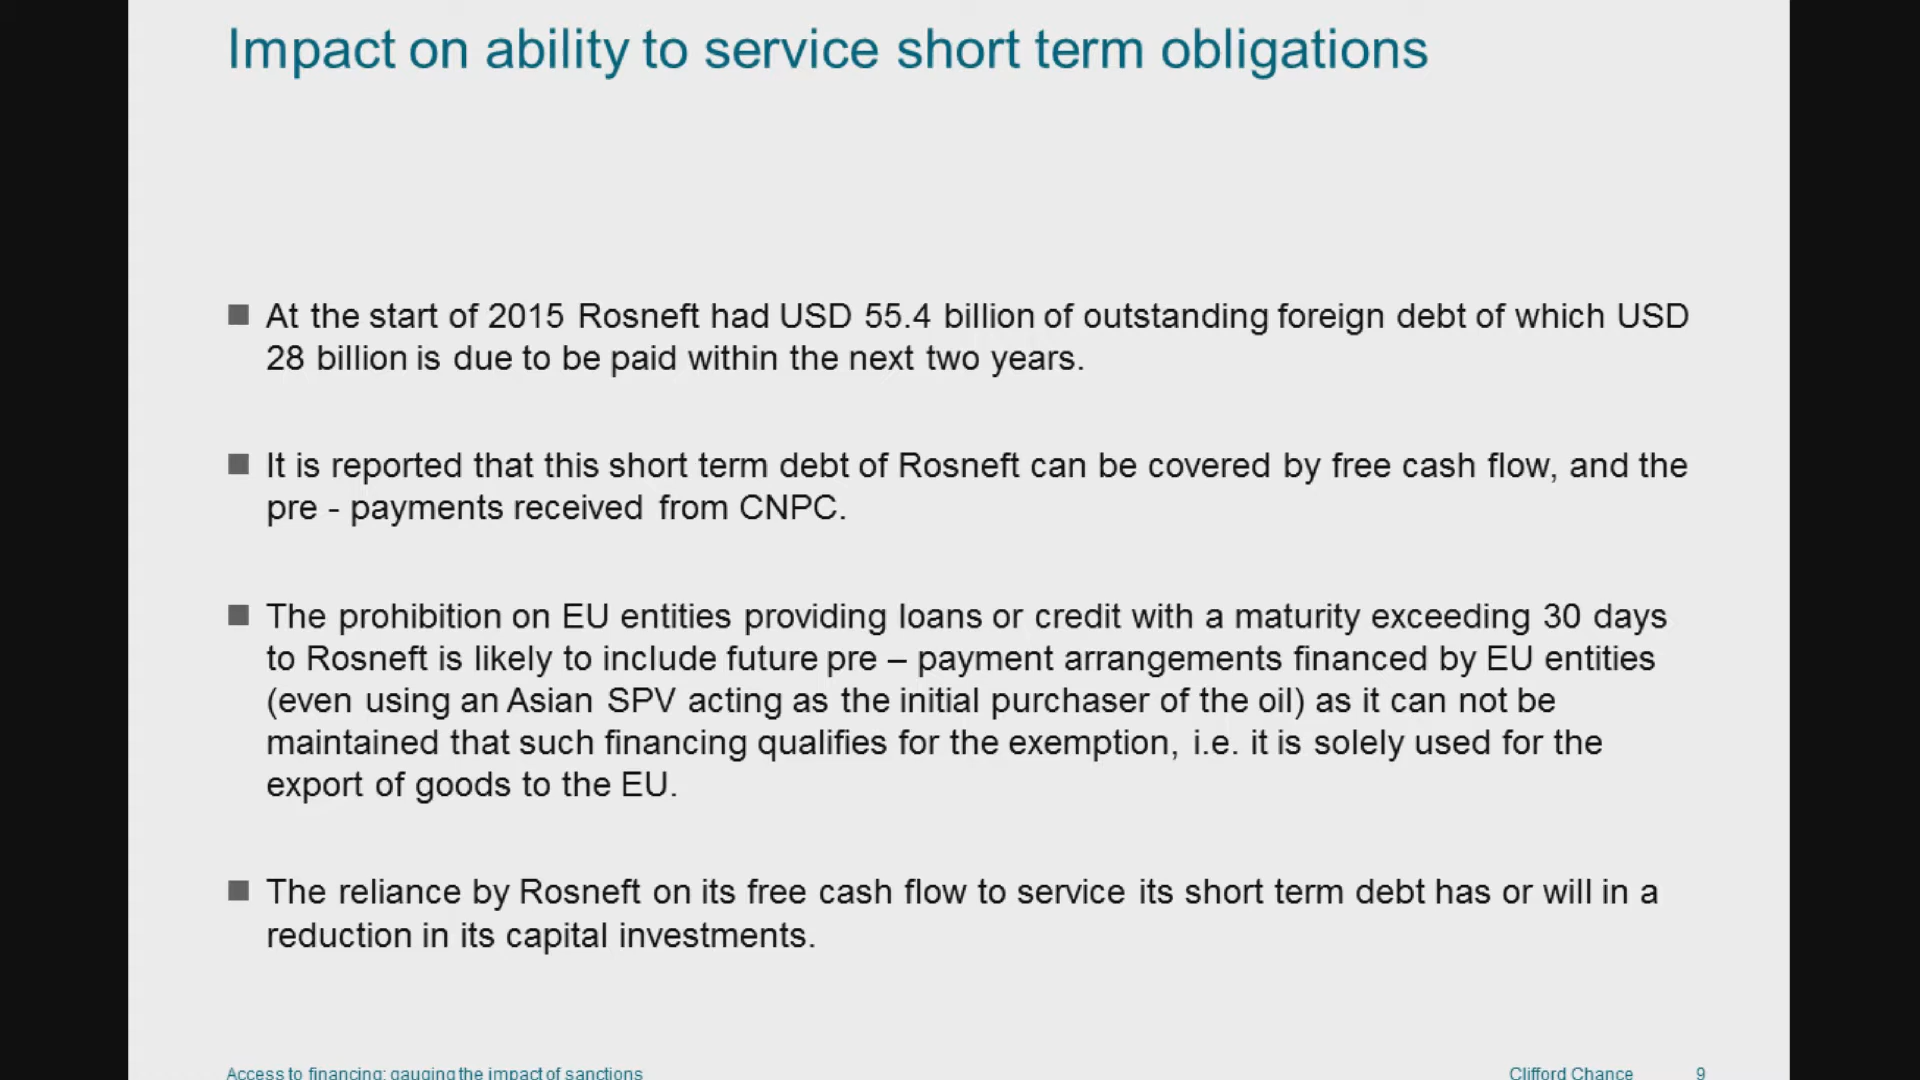 Impact on ability to service short term obligations
At the start of 2015 Rosneft had USD 55.4 billion of outstanding foreign debt of which USD
28 billion is due to be paid within the next two years.
It is reported that this short term debt of Rosneft can be covered by free cash flow, and the
pre - payments received from CNPC.
The prohibition on EU entities providing loans or credit with a maturity exceeding 30 days
to Rosneft is likely to include future pre – payment arrangements financed by EU entities
(even using an Asian SPV acting as the initial purchaser of the oil) as it can not be
maintained that such financing qualifies for the exemption, i.e. it is solely used for the
export of goods to the EU.
The reliance by Rosneft on its free cash flow to service its short term debt has or will in a
reduction in its capital investments.
Access to financing: gauging the impact of sanctions
Clifford Chance 9